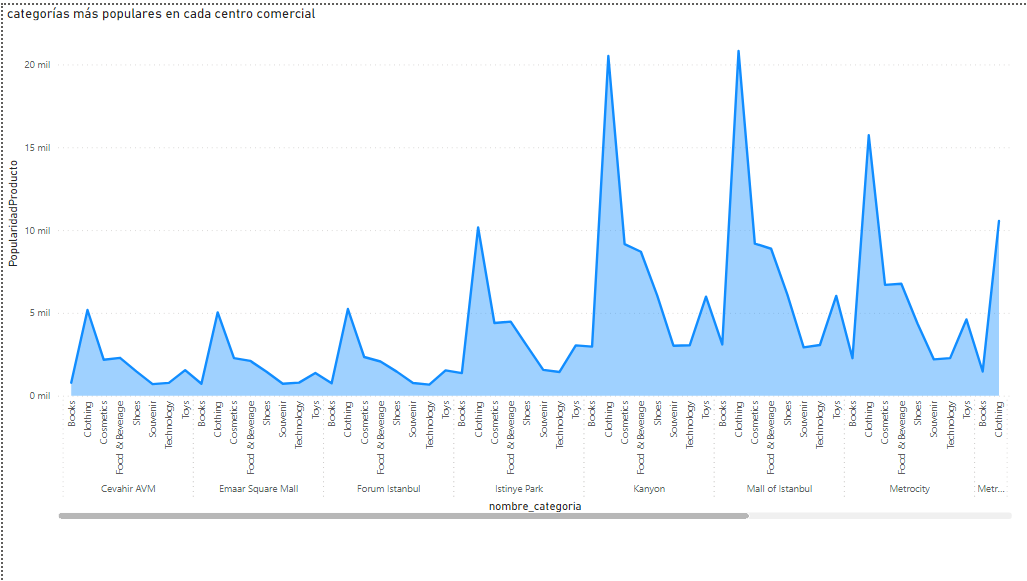 categorías más populares en cada centro comercial
20 mil
15 mil
10 mil
5 mil
0 mil
PopularidadProducto
Books
Clothing
Cosmetics
Food & Beverage
Shoes
Souvenir
Technology
Toys
Books
Clothing
Cosmetics
Food & Beverage
Shoes
Souvenir
Technology
Toys
Books
Clothing
Cosmetics
Food & Beverage
Shoes
Souvenir
Technology
Toys
Books
Clothing
Cosmetics
Food & Beverage
Shoes
Souvenir
Technology
Toys
Books
Clothing
Cosmetics
Food & Beverage
Shoes
Souvenir
Technology
Toys
Books
Clothing
Cosmetics
Food & Beverage
Shoes
Souvenir
Technology
Toys
Books
Clothing
Cosmetics
Food & Beverage
Shoes
Souvenir
Technology
Toys
Books
Clothing
Cevahir AVM
Emaar Square Mall
Forum Istanbul
Istinye Park
Kanyon
Mall of Istanbul
Metrocity
Metr...
nombre_categoria